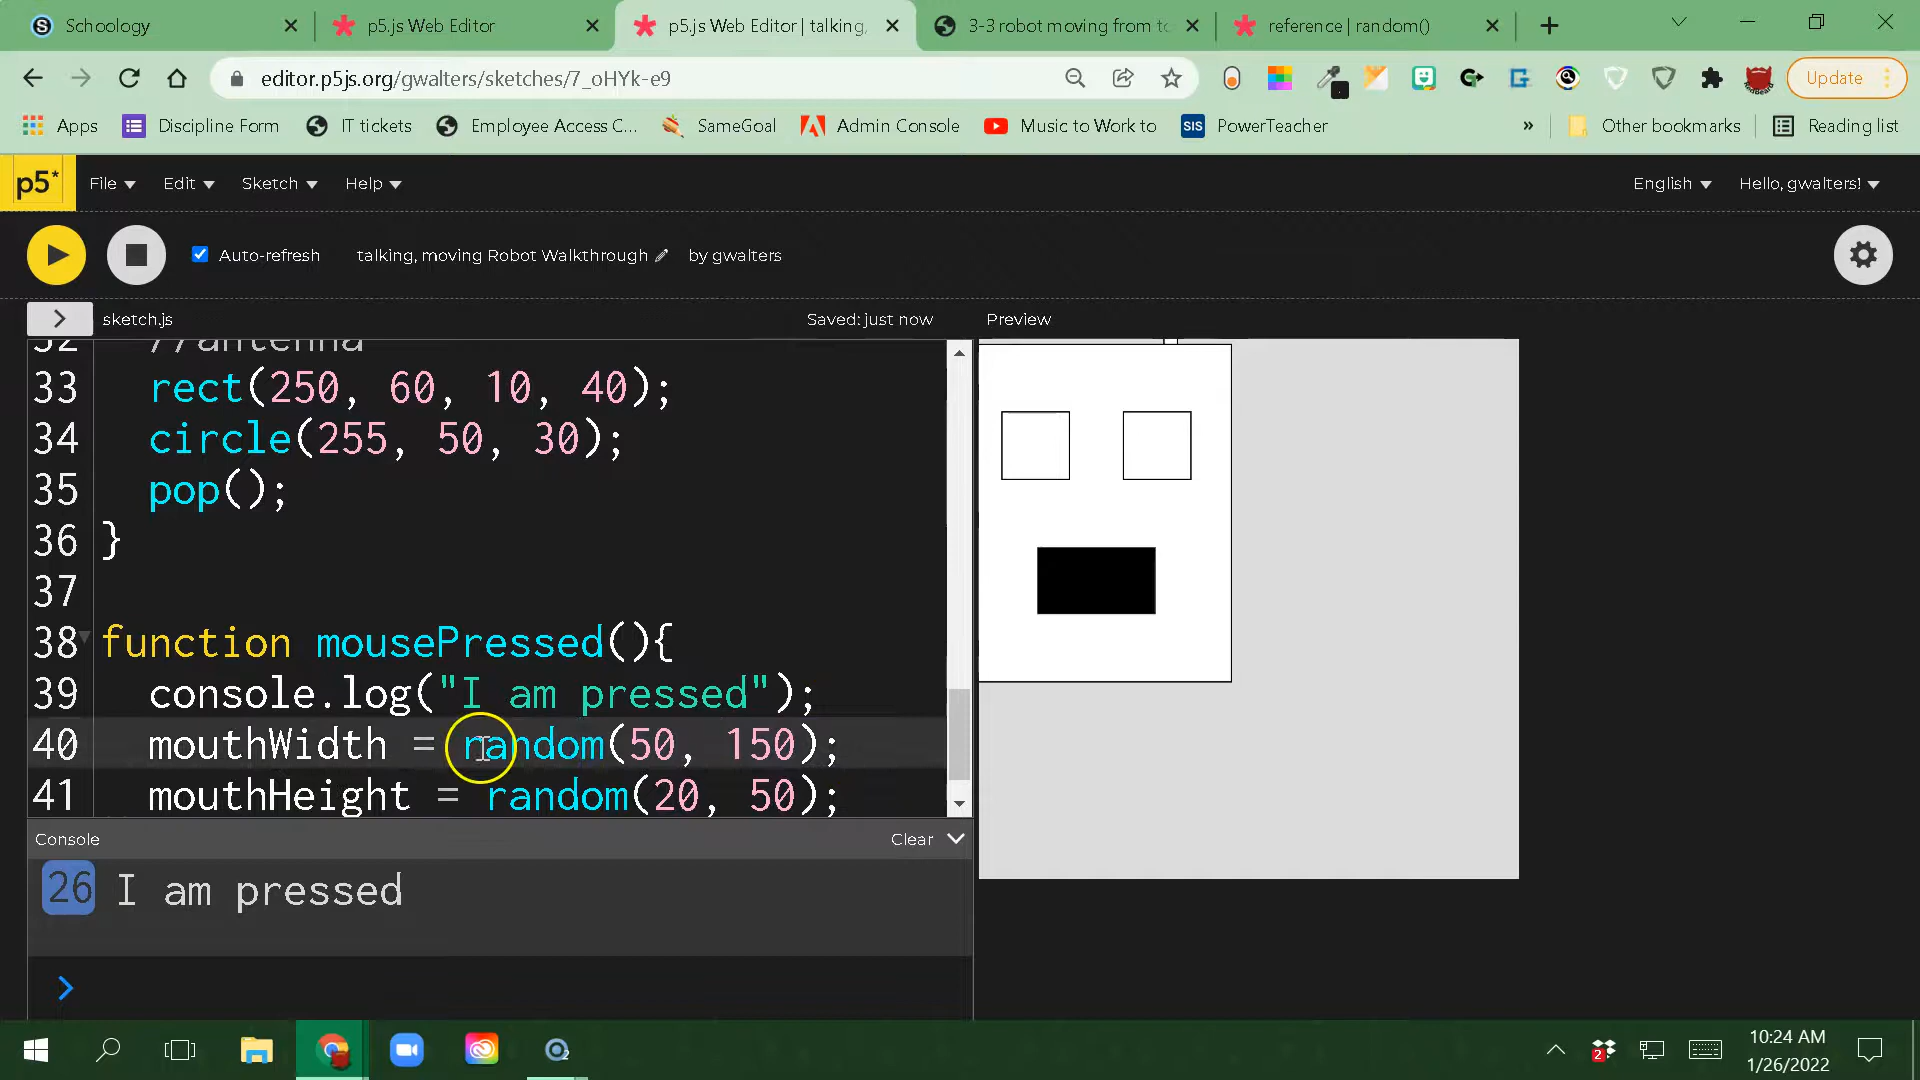 Schoology
p5.js Web Editor
p5.js Web Editor | talking,
3-3 robot moving from to
reference | random()
editor.p5js.org/gwalters/sketches/7_oHYk-e9
Update
Apps
Discipline Form
IT tickets
Employee Access C...
SameGoal
Admin Console
Music to Work to
SIS PowerTeacher
»
Other bookmarks
Reading list
p5*
File
Edit
Sketch
Help
English
Hello, gwalters!
Auto-refresh
talking, moving Robot Walkthrough
by gwalters
sketch.js
Saved: just now
Preview
32 //antenna
33 rect(250, 60, 10, 40);
34 circle(255, 50, 30);
35 pop();
36 }
37
38 function mousePressed(){
39 console.log("I am pressed");
40 mouthWidth = random(50, 150);
41 mouthHeight = random(20, 50);
Console
Clear
26 I am pressed
>
2
2
10:24 AM
1/26/2022